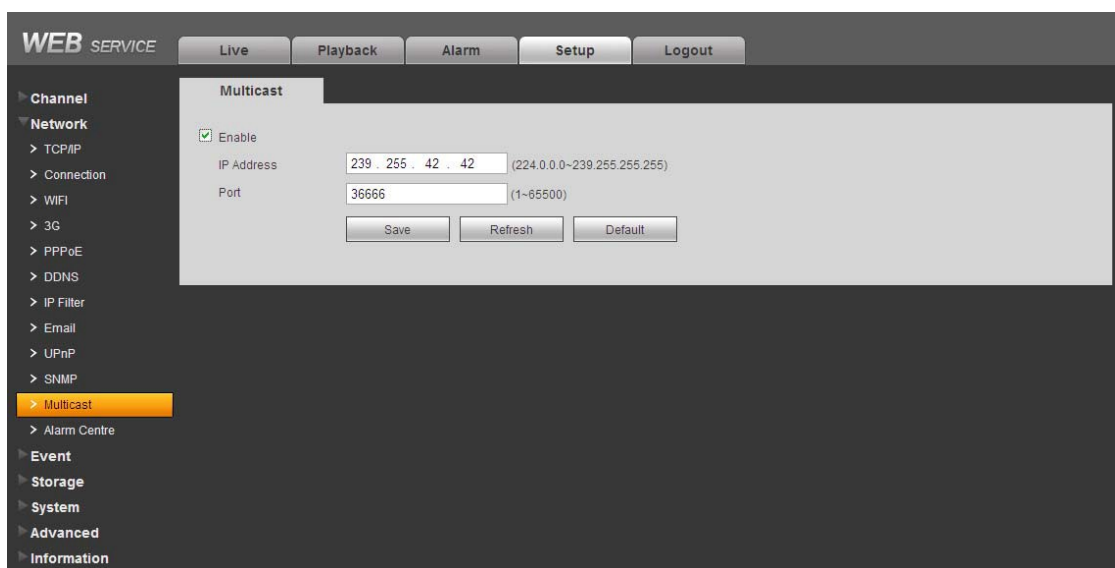 WEB SERVICE
Live Playback Alarm Setup Logout
Channel
Network
> TCP/IP
> Connection
> WIFI
> 3G
> PPPoE
> DDNS
> IP Filter
> Email
> UPnP
> SNMP
> Multicast
> Alarm Centre
Event
Storage
System
Advanced
Information
Multicast
Enable
IP Address 239 . 255 . 42 . 42 (224.0.0.0~239.255.255.255)
Port 36666 (1~65500)
Save Refresh Default